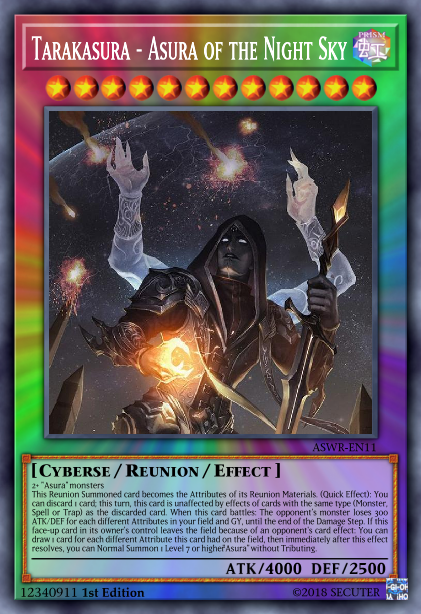 Tarakasura - Asura of the Night Sky
PRISM
虹
ASWR-EN11
[Cyberse / Reunion / Effect ]
2+ "Asura" monsters
This Reunion Summoned card becomes the Attributes of its Reunion Materials. (Quick Effect): You
can discard 1 card; this turn, this card is unaffected by effects of cards with the same type (Monster,
Spell or Trap) as the discarded card. When this card battles: The opponent's monster loses 300
ATK/DEF for each different Attributes in your field and GY, until the end of the Damage Step. If this
face-up card in its owner's control leaves the field because of an opponent's card effect: You can
draw 1 card for each different Attribute this card had on the field, then immediately after this effect
resolves, you can Normal Summon 1 Level 7 or higher"Asura" without Tributing.
ATK/4000 DEF/2500
12340911 1st Edition
©2018 SECUTER